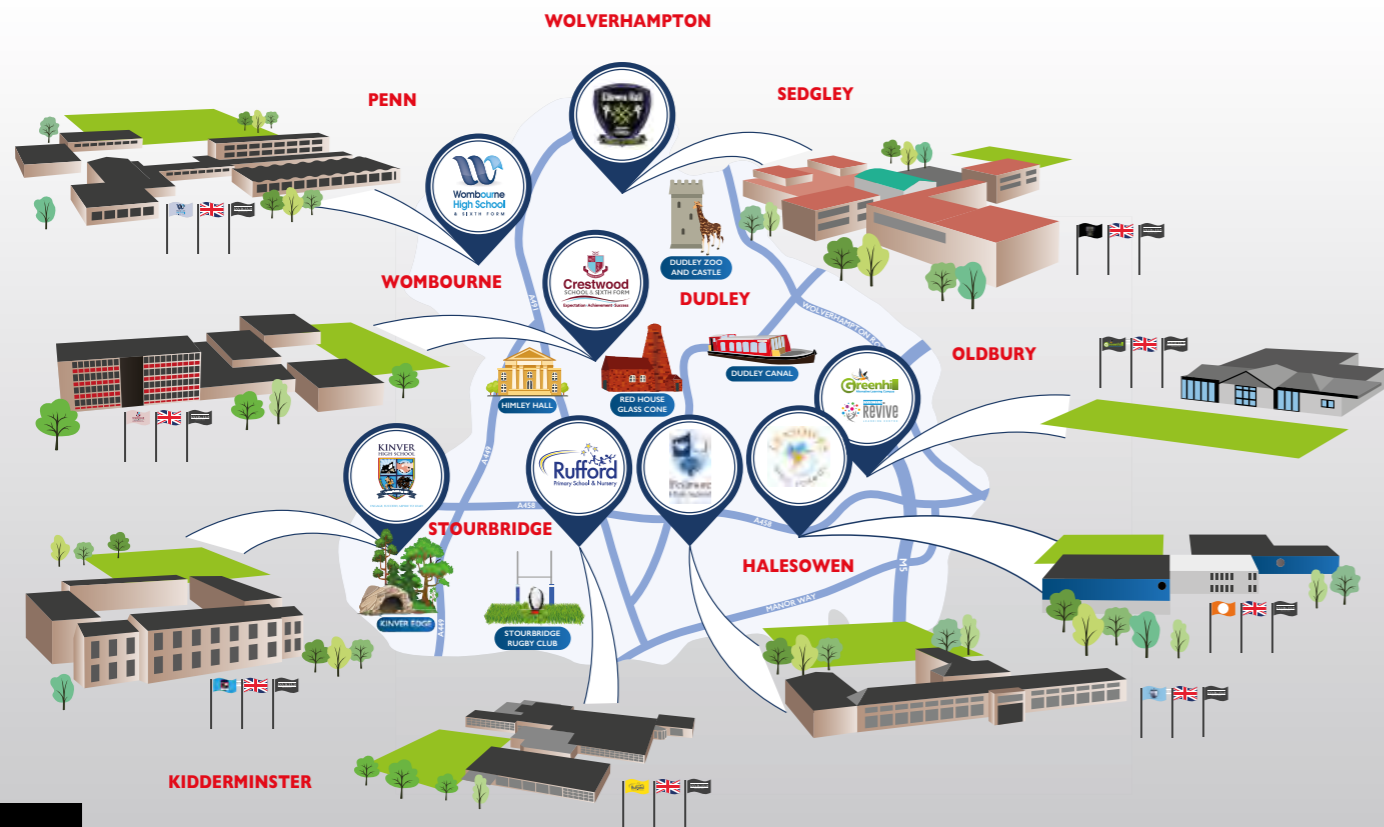 WOLVERHAMPTON
PENN
SEDGLEY
Wombourne
High School
& SIXTH FORM
DUDLEY ZOO
AND CASTLE
WOMBOURNE
Crestwood
SCHOOL & SIXTH FORM
Expectation Achievement Success
DUDLEY
A491
WOLVERHAMPTON
OLDBURY
DUDLEY CANAL
HIMLEY HALL
RED HOUSE
GLASS CONE
Greenhill
Revive
KINVER
HIGH SCHOOL
Rufford
Primary School & Nursery
A449
A458
A458
STOURBRIDGE
HALESOWEN
M5
MANOR WAY
KINVER EDGE
A449
STOURBRIDGE
RUGBY CLUB
KIDDERMINSTER